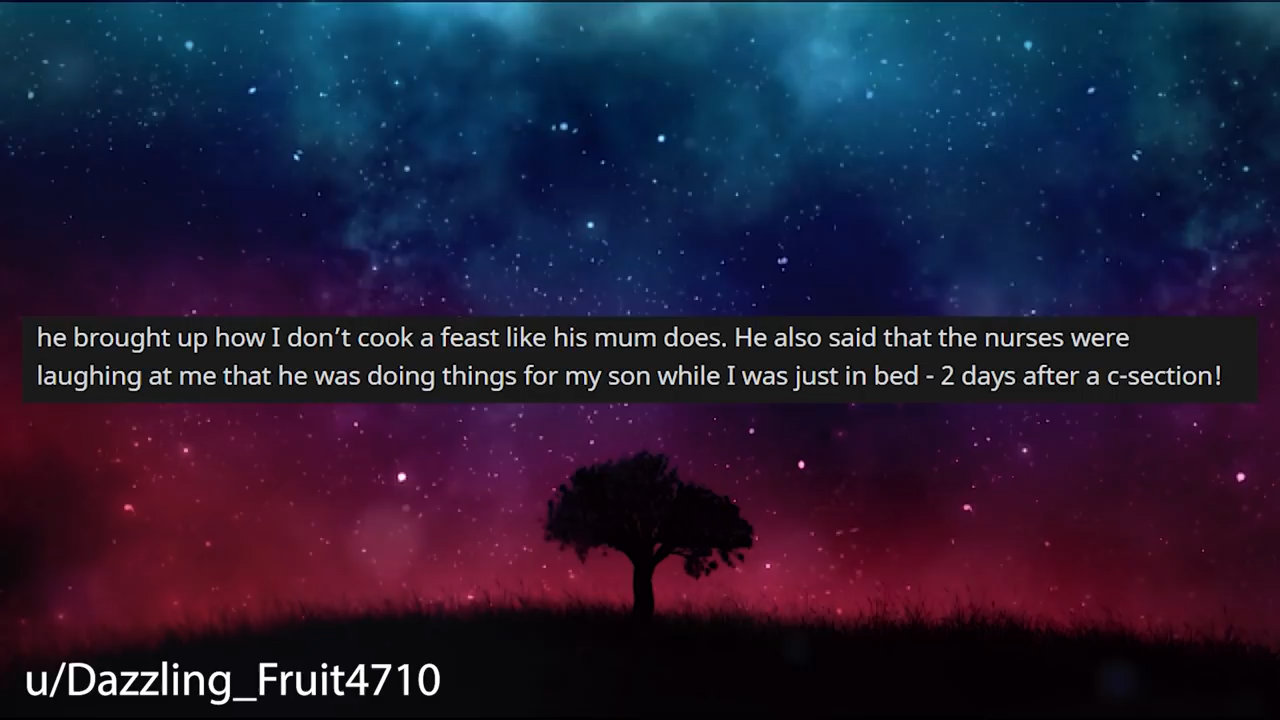 he brought up how I don’t cook a feast like his mum does. He also said that the nurses were
laughing at me that he was doing things for my son while I was just in bed - 2 days after a c-section!
u/Dazzling_Fruit4710